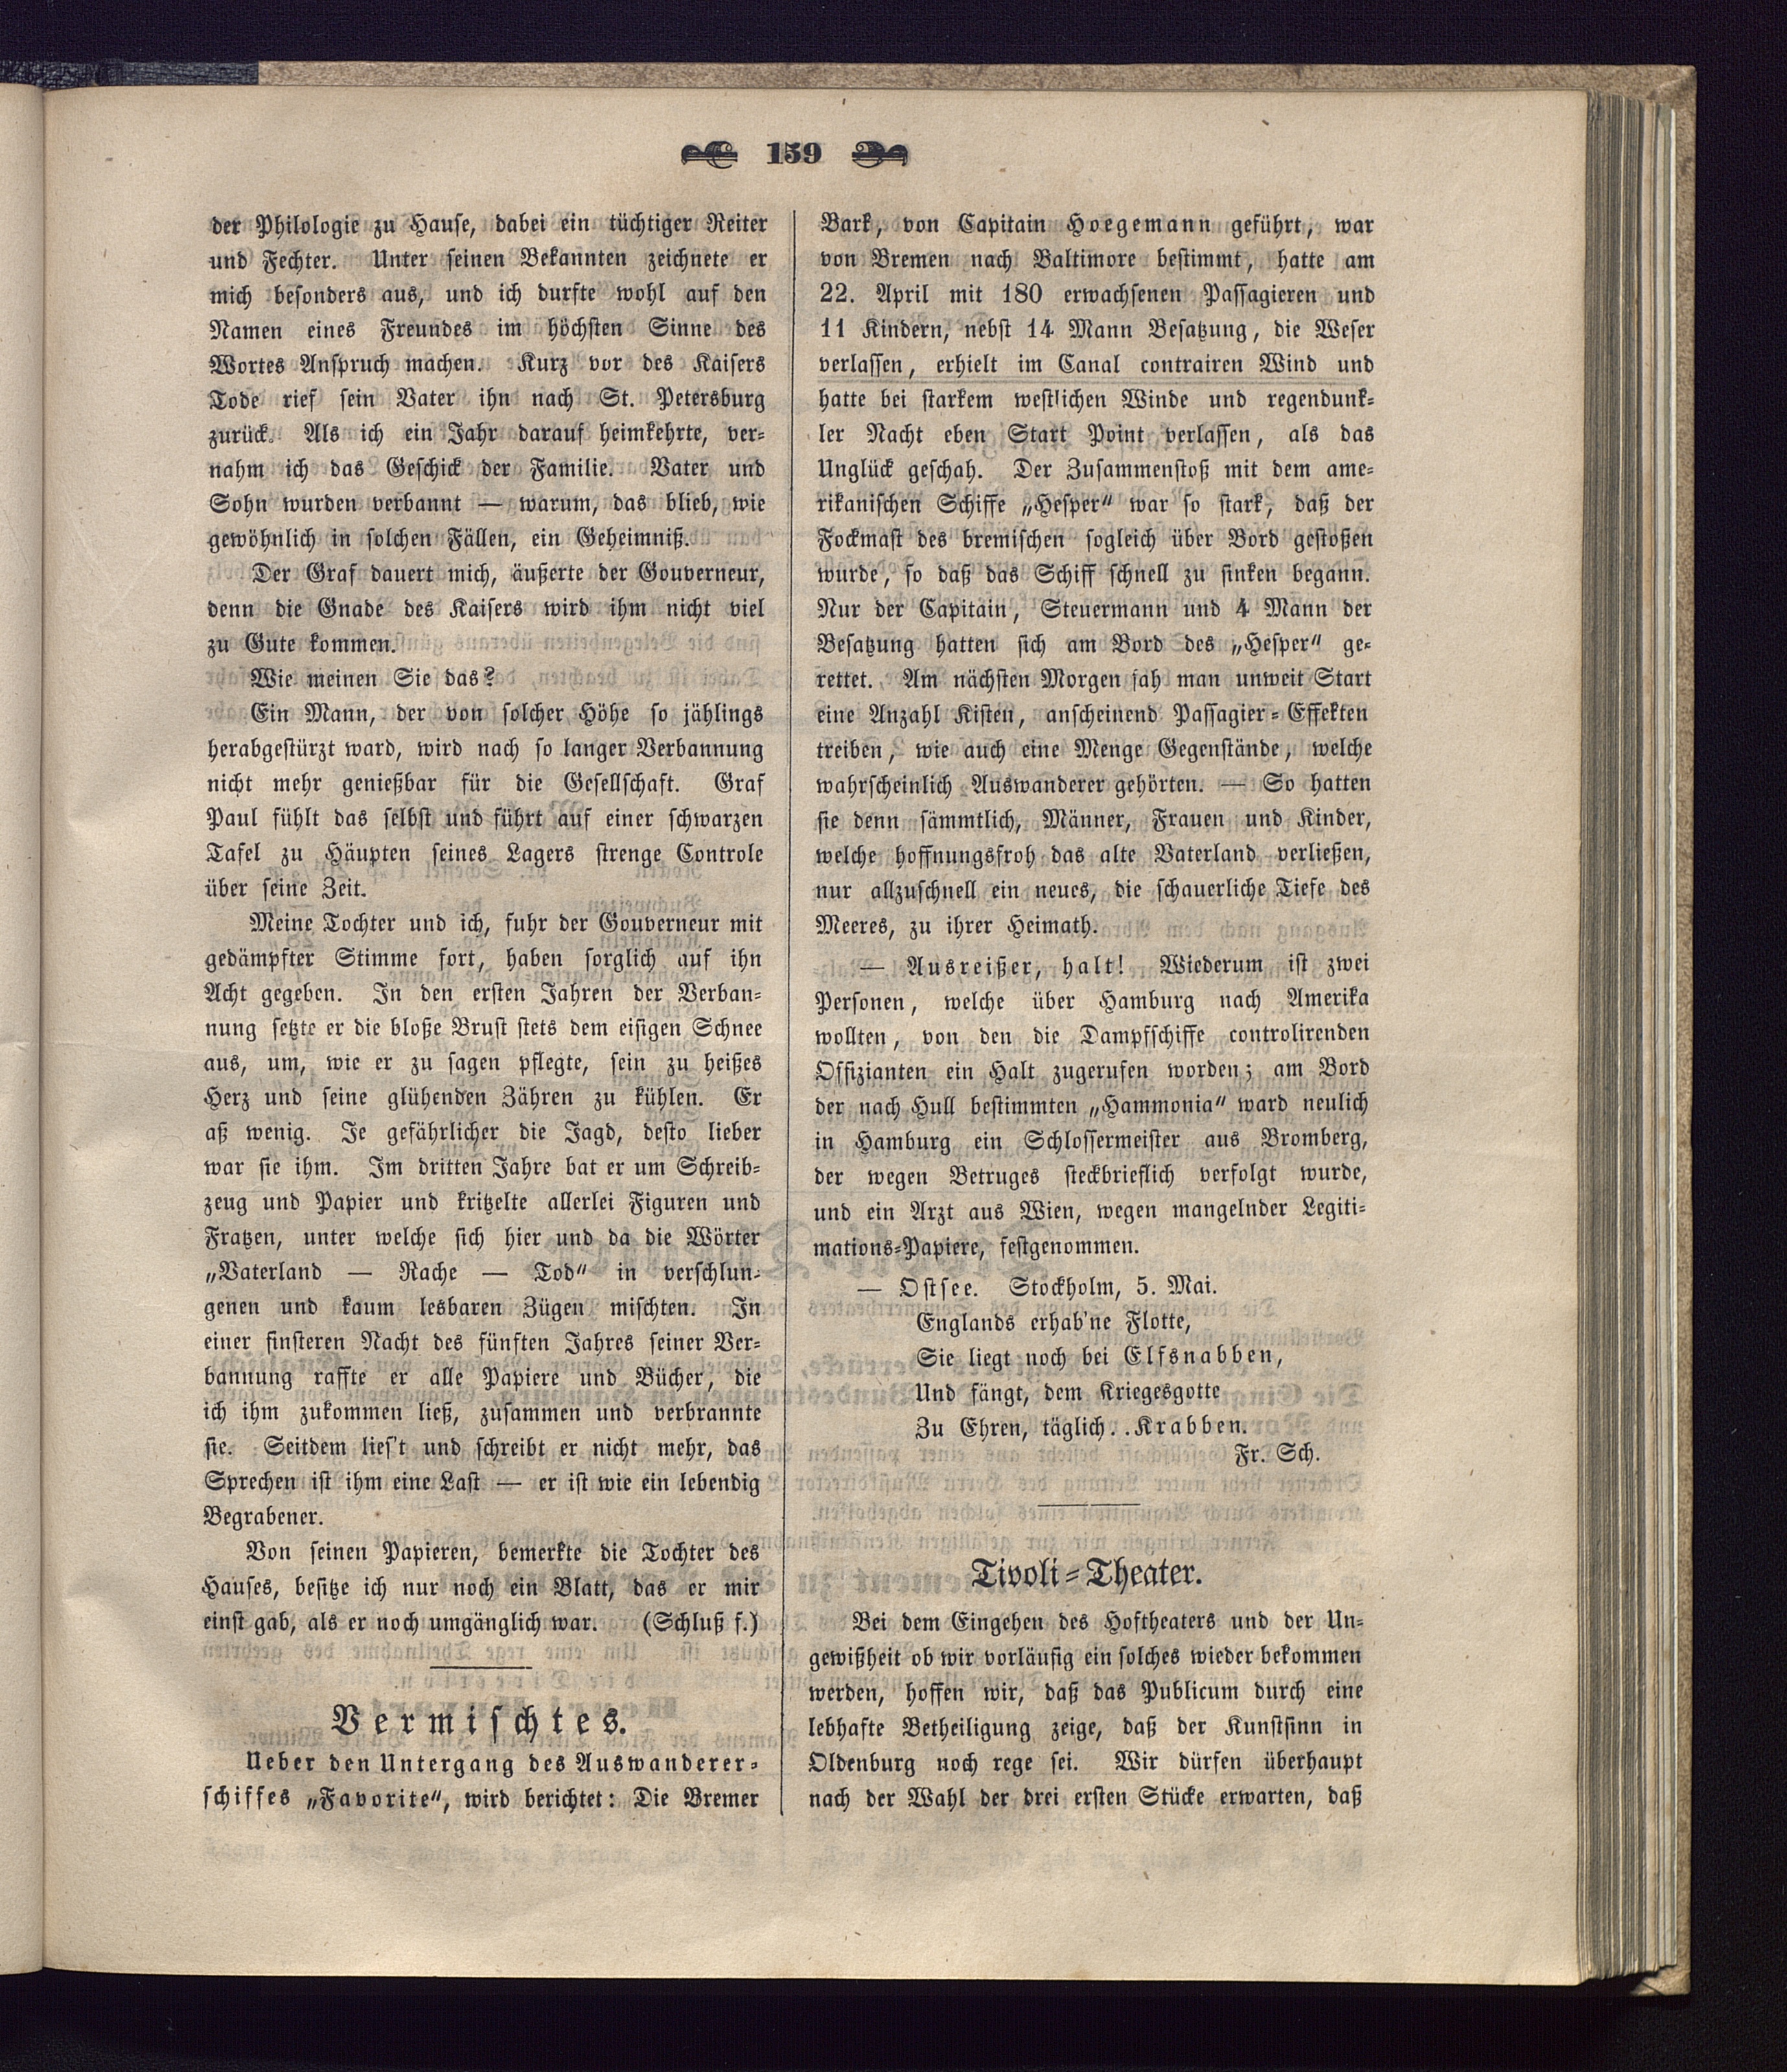 159
der Philologie zu Hause, dabei ein tüchtiger Reiter
und Fechter. Unter seinen Bekannten zeichnete er
mich besonders aus, und ich durfte wohl auf den
Namen eines Freundes im höchsten Sinne des
Wortes Anspruch machen. Kurz vor des Kaisers
Tode rief sein Vater ihn nach St. Petersburg
zurück. Als ich ein Jahr darauf heimkehrte, ver-
nahm ich das Geschick der Familie. Vater und
Sohn wurden verbannt — warum, das blieb, wie
gewöhnlich in solchen Fällen, ein Geheimniß.
Der Graf dauert mich, äußerte der Gouverneur,
denn die Gnade des Kaisers wird ihm nicht viel
zu Gute kommen.
Wie meinen Sie das?
Ein Mann, der von solcher Höhe so jählings
herabgestürzt ward, wird nach so langer Verbannung
nicht mehr genießbar für die Gesellschaft. Graf
Paul fühlt das selbst und führt auf einer schwarzen
Tafel zu Häupten seines Lagers strenge Controle
über seine Zeit.
Meine Tochter und ich, fuhr der Gouverneur mit
gedämpfter Stimme fort, haben sorglich auf ihn
Acht gegeben. In den ersten Jahren der Verban-
nung setzte er die bloße Brust stets dem eisigen Schnee
aus, um, wie er zu sagen pflegte, sein zu heißes
Herz und seine glühenden Zähren zu kühlen. Er
aß wenig. Je gefährlicher die Jagd, desto lieber
war sie ihm. Im dritten Jahre bat er um Schreib-
zeug und Papier und kritzelte allerlei Figuren und
Fratzen, unter welche sich hier und da die Wörter
„Vaterland — Rache — Tod“ in verschlun-
genen und kaum lesbaren Zügen mischten. In
einer finsteren Nacht des fünften Jahres seiner Ver-
bannung raffte er alle Papiere und Bücher, die
ich ihm zukommen ließ, zusammen und verbrannte
sie. Seitdem lies't und schreibt er nicht mehr, das
Sprechen ist ihm eine Last — er ist wie ein lebendig
Begrabener.
Von seinen Papieren, bemerkte die Tochter des
Hauses, besitze ich nur noch ein Blatt, das er mir
einst gab, als er noch umgänglich war. (Schluß f.)
Vermischtes.
Ueber den Untergang des Auswanderer-
schiffes „Favorite“, wird berichtet: Die Bremer
Bark, von Capitain Hoegemann geführt, war
von Bremen nach Baltimore bestimmt, hatte am
22. April mit 180 erwachsenen Passagieren und
11 Kindern, nebst 14 Mann Besatzung, die Weser
verlassen, erhielt im Canal contrairen Wind und
hatte bei starkem westlichen Winde und regendunk-
ler Nacht eben Start Point verlassen, als das
Unglück geschah. Der Zusammenstoß mit dem ame-
rikanischen Schiffe „Hesper“ war so stark, daß der
Fockmast des bremischen sogleich über Bord gestoßen
wurde, so daß das Schiff schnell zu sinken begann.
Nur der Capitain, Steuermann und 4 Mann der
Besatzung hatten sich am Bord des „Hesper“ ge-
rettet. Am nächsten Morgen sah man unweit Start
eine Anzahl Kisten, anscheinend Passagier-Effekten
treiben, wie auch eine Menge Gegenstände, welche
wahrscheinlich Auswanderer gehörten. — So hatten
sie denn sämmtlich, Männer, Frauen und Kinder,
welche hoffnungsfroh das alte Vaterland verließen,
nur allzuschnell ein neues, die schauerliche Tiefe des
Meeres, zu ihrer Heimath.
— Ausreißer, halt! Wiederum ist zwei
Personen, welche über Hamburg nach Amerika
wollten, von den die Dampfschiffe controlirenden
Offizianten ein Halt zugerufen worden; am Bord
der nach Hull bestimmten „Hammonia“ ward neulich
in Hamburg ein Schlossermeister aus Bromberg,
der wegen Betruges steckbrieflich verfolgt wurde,
und ein Arzt aus Wien, wegen mangelnder Legiti-
mations-Papiere, festgenommen.
— Ostsee. Stockholm, 5. Mai.
Englands erhab'ne Flotte,
Sie liegt noch bei Elfsnabben,
Und fängt, dem Kriegesgotte
Zu Ehren, täglich..Krabben.
Fr. Sch.
Tivoli-Theater.
Bei dem Eingehen des Hoftheaters und der Un-
gewißheit ob wir vorläufig ein solches wieder bekommen
werden, hoffen wir, daß das Publicum durch eine
lebhafte Betheiligung zeige, daß der Kunstsinn in
Oldenburg noch rege sei. Wir dürfen überhaupt
nach der Wahl der drei ersten Stücke erwarten, daß